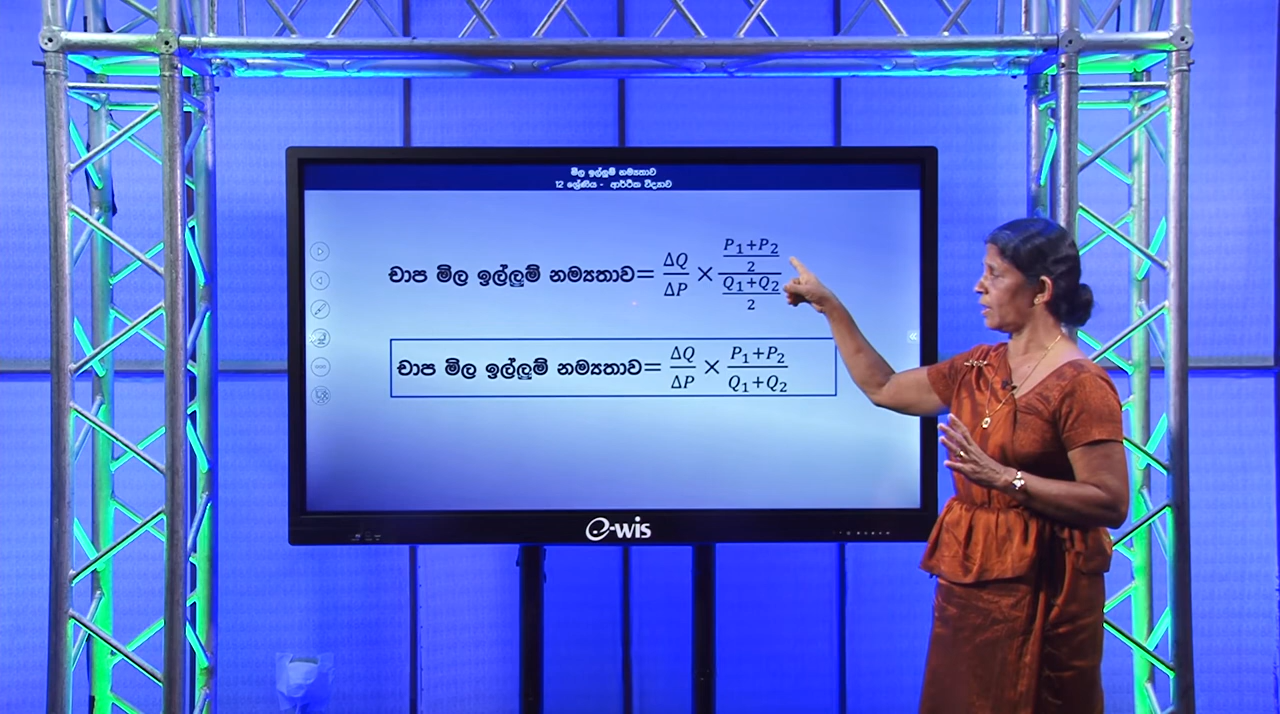 මිල ඉල්ලුම් නම්‍යතාව
12 ශ්‍රේණිය - ආර්ථික විද්‍යාව
චාප මිල ඉල්ලුම් නම්‍යතාව= ΔQ/ΔP × ((P₁+P₂)/2)/((Q₁+Q₂)/2)
චාප මිල ඉල්ලුම් නම්‍යතාව= ΔQ/ΔP × (P₁+P₂)/(Q₁+Q₂)
e-wis